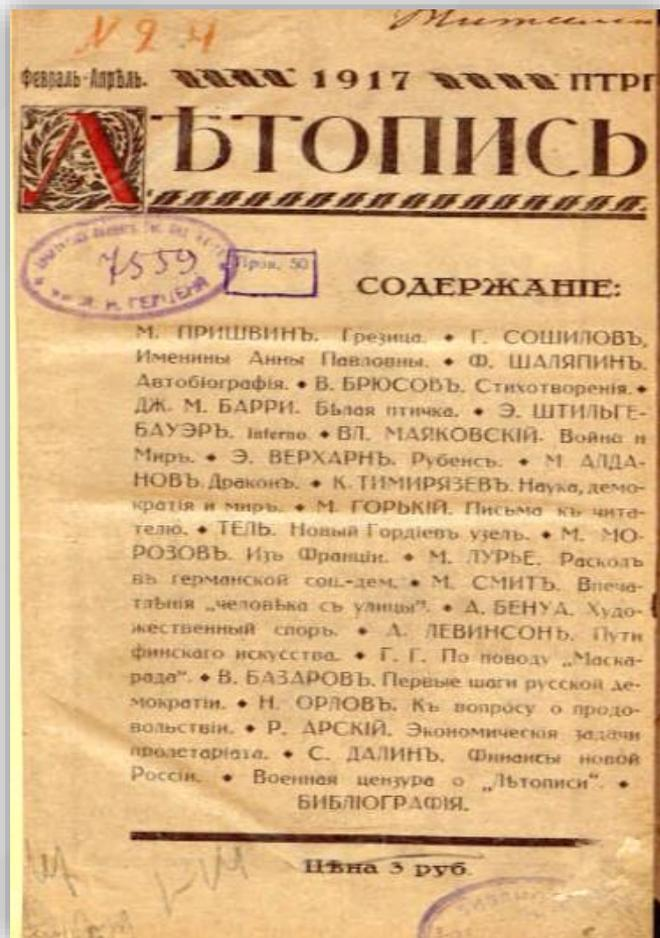 N 2 4
Февраль-Апрѣль. 1917 ПТРГ
ЛѢТОПИСЬ
7559
А. И. ГЕРЦЕНА
Пров. 50
СОДЕРЖАНІЕ:
М. ПРИШВИНЪ. Грезица. ◆ Г. СОШИЛОВЪ,
Именины Анны Павловны. ◆ Ф. ШАЛЯПИНЪ.
Автобіографія. ◆ В. БРЮСОВЪ. Стихотворенія. ◆
ДЖ. М. БАРРИ. Бѣлая птичка. ◆ Э. ШТИЛЬГЕ-
БАУЭРЪ. Inferno. ◆ ВЛ. МАЯКОВСКІЙ. Война и
Миръ. ◆ Э. ВЕРХАРНЪ. Рубенсъ. ◆ М АЛДА-
НОВЪ. Драконъ. ◆ К. ТИМИРЯЗЕВЪ. Наука, демо-
кратія и миръ. ◆ М. ГОРЬКІЙ. Письма къ чита-
телю. ◆ ТЕЛЬ. Новый Гордіевъ узелъ. ◆ М. МО-
РОЗОВЪ. Изъ Франціи. ◆ М. ЛУРЬЕ. Расколъ
въ германской соц.-дем. ◆ М. СМИТЪ. Впеча-
тлѣнія „человѣка съ улицы". ◆ А. БЕНУА. Худо-
жественный споръ. ◆ А. ЛЕВИНСОНЪ. Пути
финскаго искусства. ◆ Г. Г. По поводу „Маска-
рада". ◆ В. БАЗАРОВЪ. Первые шаги русской де-
мократіи. ◆ Н. ОРЛОВЪ. Къ вопросу о продо-
вольствіи. ◆ Р. АРСКІЙ. Экономическія задачи
пролетаріата. ◆ С. ДАЛИНЪ. Финансы новой
Россіи. ◆ Военная цензура о „Лѣтописи". ◆
БИБЛІОГРАФІЯ.
Цѣна 3 руб.